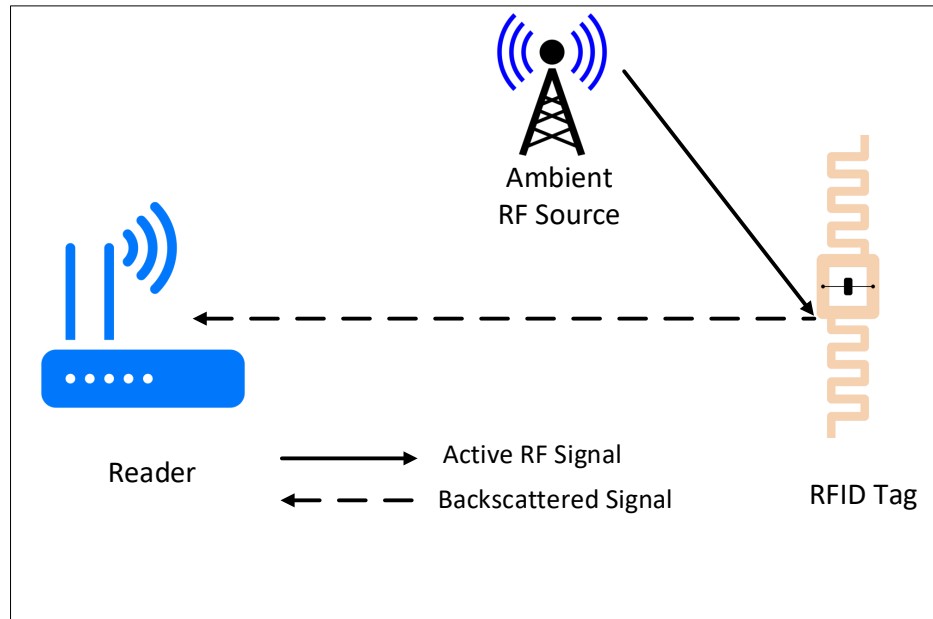 Ambient
RF Source
Reader
Active RF Signal
Backscattered Signal
RFID Tag